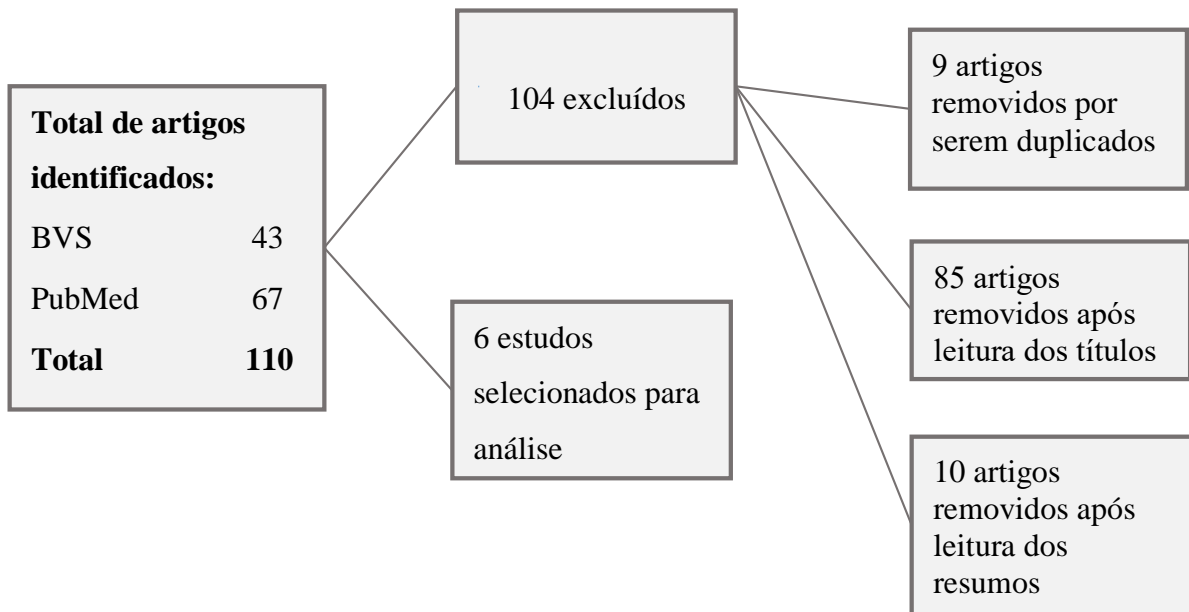 Total de artigos
identificados:
BVS 43
PubMed 67
Total 110
104 excluídos
6 estudos
selecionados para
análise
9 artigos
removidos por
serem duplicados
85 artigos
removidos após
leitura dos títulos
10 artigos
removidos após
leitura dos
resumos